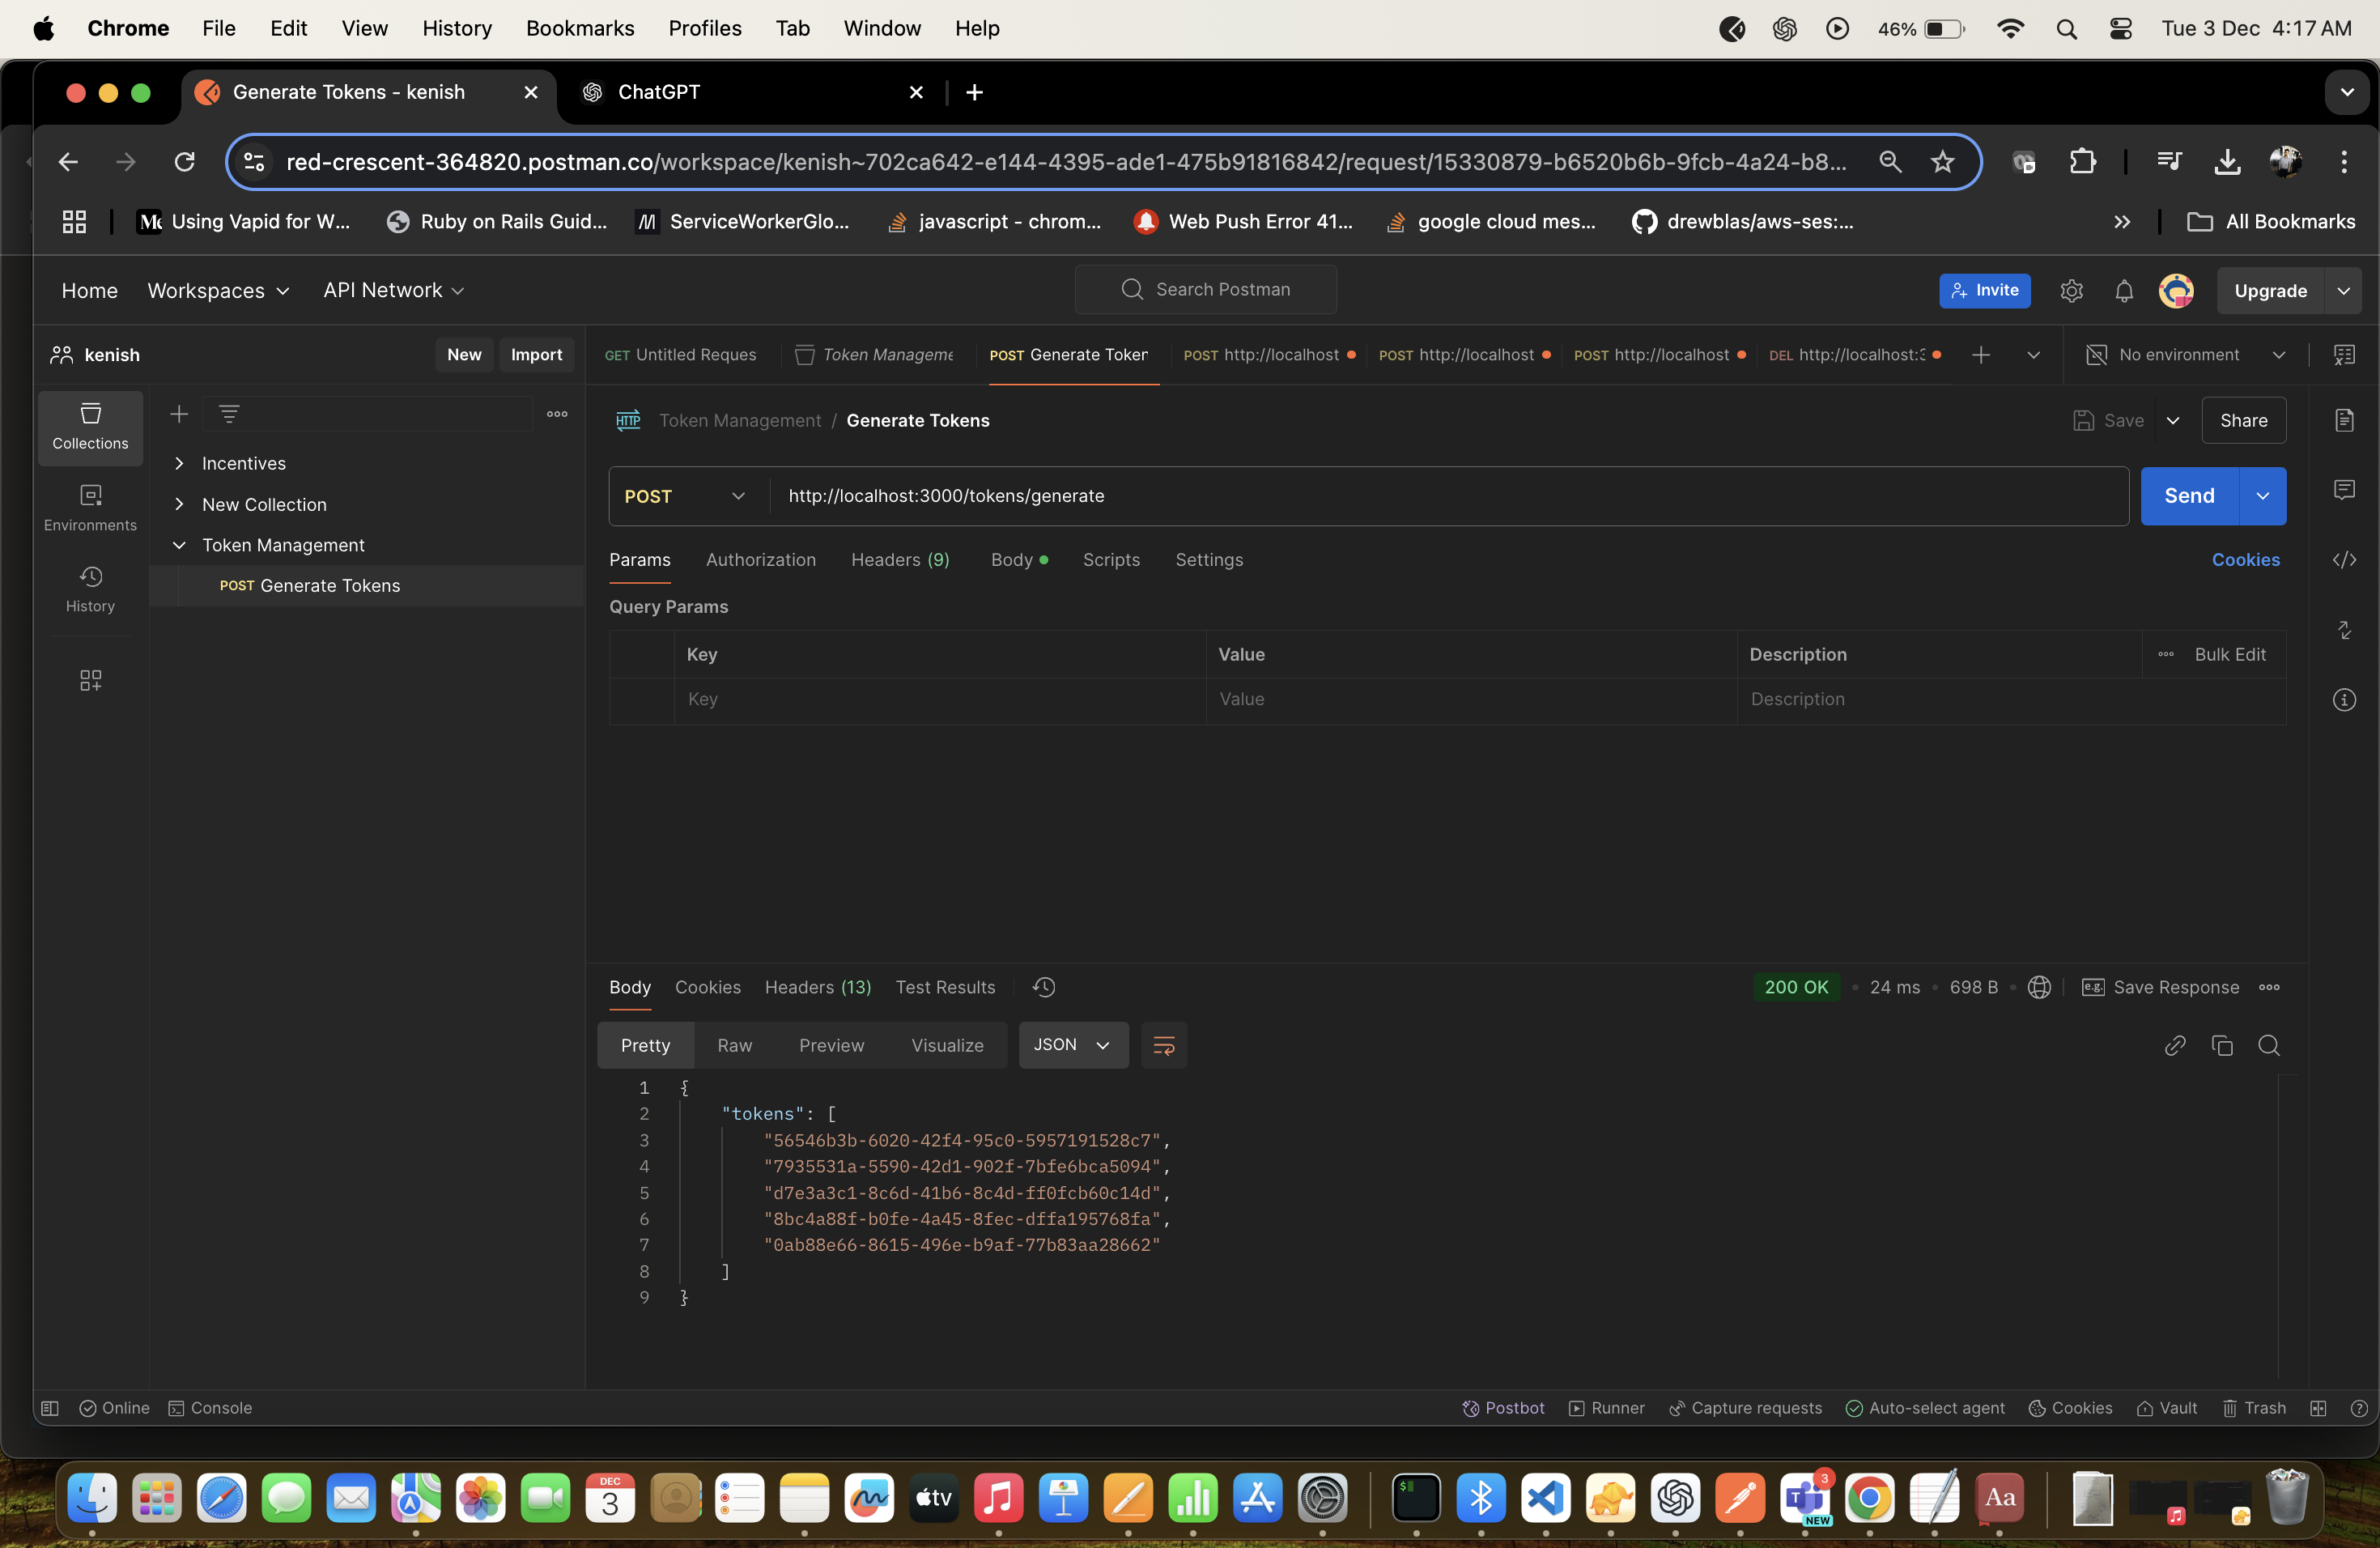 Chrome File Edit View History Bookmarks Profiles Tab Window Help 46% Tue 3 Dec 4:17 AM
Generate Tokens - kenish ChatGPT
red-crescent-364820.postman.co/workspace/kenish~702ca642-e144-4395-ade1-475b91816842/request/15330879-b6520b6b-9fcb-4a24-b8...
Using Vapid for W... Ruby on Rails Guid... ServiceWorkerGlo... javascript - chrom... Web Push Error 41... google cloud mes... drewblas/aws-ses:... All Bookmarks
Home Workspaces API Network Search Postman Invite Upgrade
kenish New Import GET Untitled Reques Token Manageme POST Generate Token POST http://localhost POST http://localhost POST http://localhost DEL http://localhost:3 No environment
Collections
Environments
History
Incentives
New Collection
Token Management
POST Generate Tokens
HTTP Token Management / Generate Tokens Save Share
POST http://localhost:3000/tokens/generate Send
Params Authorization Headers (9) Body Scripts Settings Cookies
Query Params
Key Value Description Bulk Edit
Key Value Description
Body Cookies Headers (13) Test Results 200 OK 24 ms 698 B e.g. Save Response
Pretty Raw Preview Visualize JSON
1 {
2 "tokens": [
3 "56546b3b-6020-42f4-95c0-5957191528c7",
4 "7935531a-5590-42d1-902f-7bfe6bca5094",
5 "d7e3a3c1-8c6d-41b6-8c4d-ff0fcb60c14d",
6 "8bc4a88f-b0fe-4a45-8fec-dffa195768fa",
7 "0ab88e66-8615-496e-b9af-77b83aa28662"
8 ]
9 }
Online Console Postbot Runner Capture requests Auto-select agent Cookies Vault Trash
DEC 3 tv $ T 3 NEW Aa